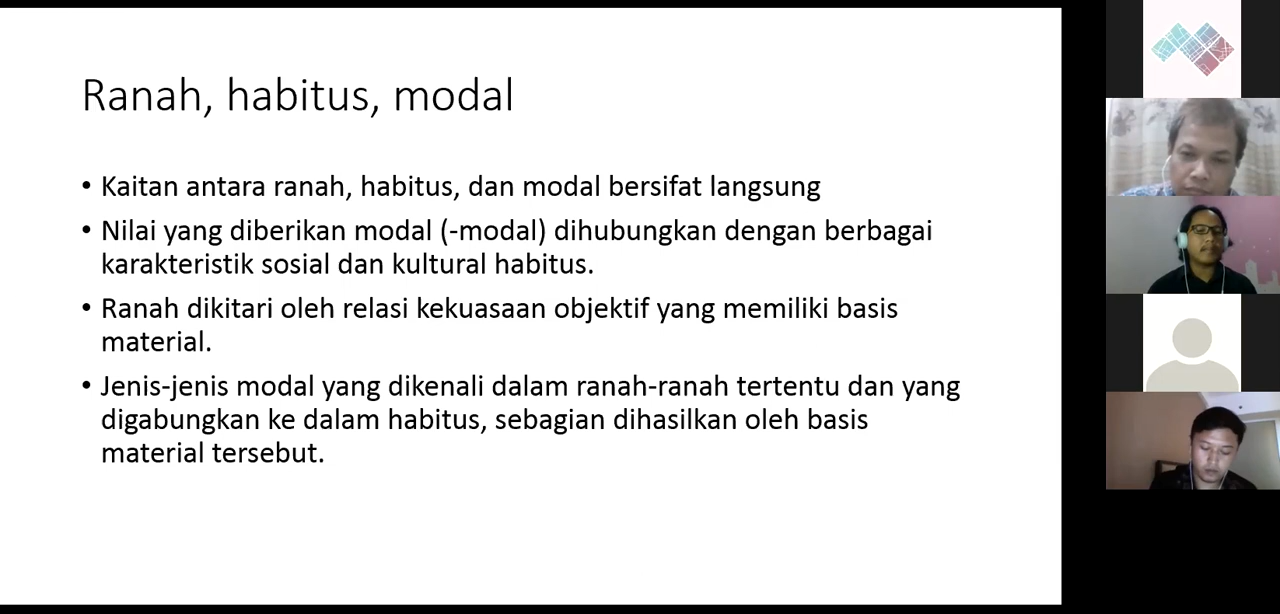 Ranah, habitus, modal
• Kaitan antara ranah, habitus, dan modal bersifat langsung
• Nilai yang diberikan modal (-modal) dihubungkan dengan berbagai
karakteristik sosial dan kultural habitus.
• Ranah dikitari oleh relasi kekuasaan objektif yang memiliki basis
material.
• Jenis-jenis modal yang dikenali dalam ranah-ranah tertentu dan yang
digabungkan ke dalam habitus, sebagian dihasilkan oleh basis
material tersebut.